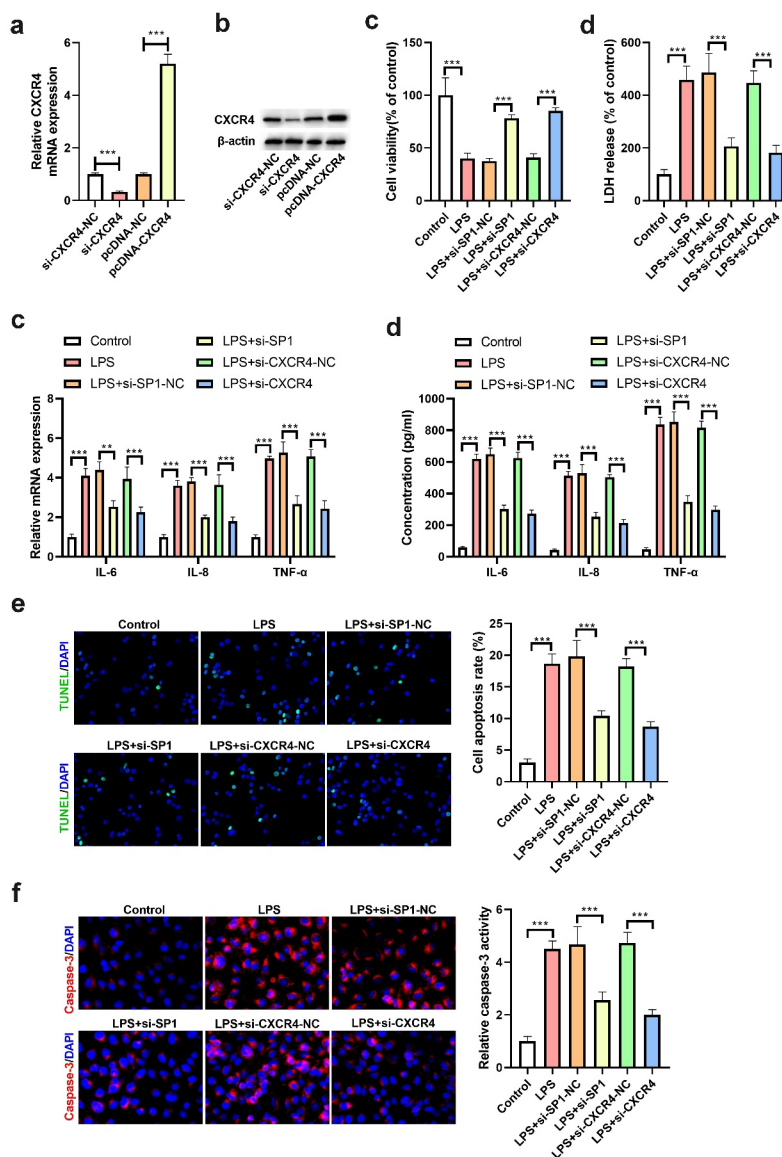 a
Relative CXCR4
mRNA expression
6
4
2
0
***
***
si-CXCR4-NC
si-CXCR4
pcDNA-NC
pcDNA-CXCR4
b
CXCR4
β-actin
si-CXCR4-NC
si-CXCR4
pcDNA-NC
pcDNA-CXCR4
c
Cell viability(% of control)
150
100
50
0
***
***
***
Control
LPS
LPS+si-SP1-NC
LPS+si-SP1
LPS+si-CXCR4-NC
LPS+si-CXCR4
d
LDH release (% of control)
800
600
400
200
0
***
***
***
Control
LPS
LPS+si-SP1-NC
LPS+si-SP1
LPS+si-CXCR4-NC
LPS+si-CXCR4
c
Control
LPS
LPS+si-SP1-NC
LPS+si-SP1
LPS+si-CXCR4-NC
LPS+si-CXCR4
Relative mRNA expression
8
6
4
2
0
*** ** ***
*** *** ***
*** *** ***
IL-6 IL-8 TNF-α
d
Control
LPS
LPS+si-SP1-NC
LPS+si-SP1
LPS+si-CXCR4-NC
LPS+si-CXCR4
Concentration (pg/ml)
1000
800
600
400
200
0
*** *** ***
*** *** ***
*** *** ***
IL-6 IL-8 TNF-α
e
Control LPS LPS+si-SP1-NC
TUNEL/DAPI
LPS+si-SP1 LPS+si-CXCR4-NC LPS+si-CXCR4
TUNEL/DAPI
Cell apoptosis rate (%)
25
20
15
10
5
0
***
***
***
Control
LPS
LPS+si-SP1-NC
LPS+si-SP1
LPS+si-CXCR4-NC
LPS+si-CXCR4
f
Control LPS LPS+si-SP1-NC
Caspase-3/DAPI
LPS+si-SP1 LPS+si-CXCR4-NC LPS+si-CXCR4
Caspase-3/DAPI
Relative caspase-3 activity
6
4
2
0
***
***
***
Control
LPS
LPS+si-SP1-NC
LPS+si-SP1
LPS+si-CXCR4-NC
LPS+si-CXCR4